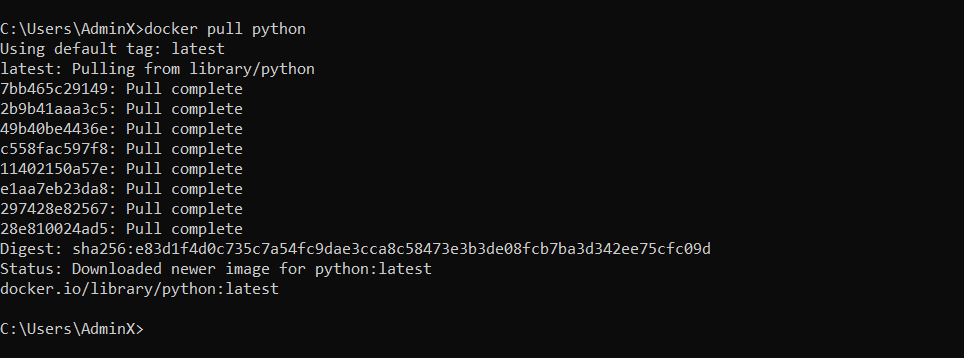 C:\Users\AdminX>docker pull python
Using default tag: latest
latest: Pulling from library/python
7bb465c29149: Pull complete
2b9b41aaa3c5: Pull complete
49b40be4436e: Pull complete
c558fac597f8: Pull complete
11402150a57e: Pull complete
e1aa7eb23da8: Pull complete
297428e82567: Pull complete
28e810024ad5: Pull complete
Digest: sha256:e83d1f4d0c735c7a54fc9dae3cca8c58473e3b3de08fcb7ba3d342ee75cfc09d
Status: Downloaded newer image for python:latest
docker.io/library/python:latest
C:\Users\AdminX>